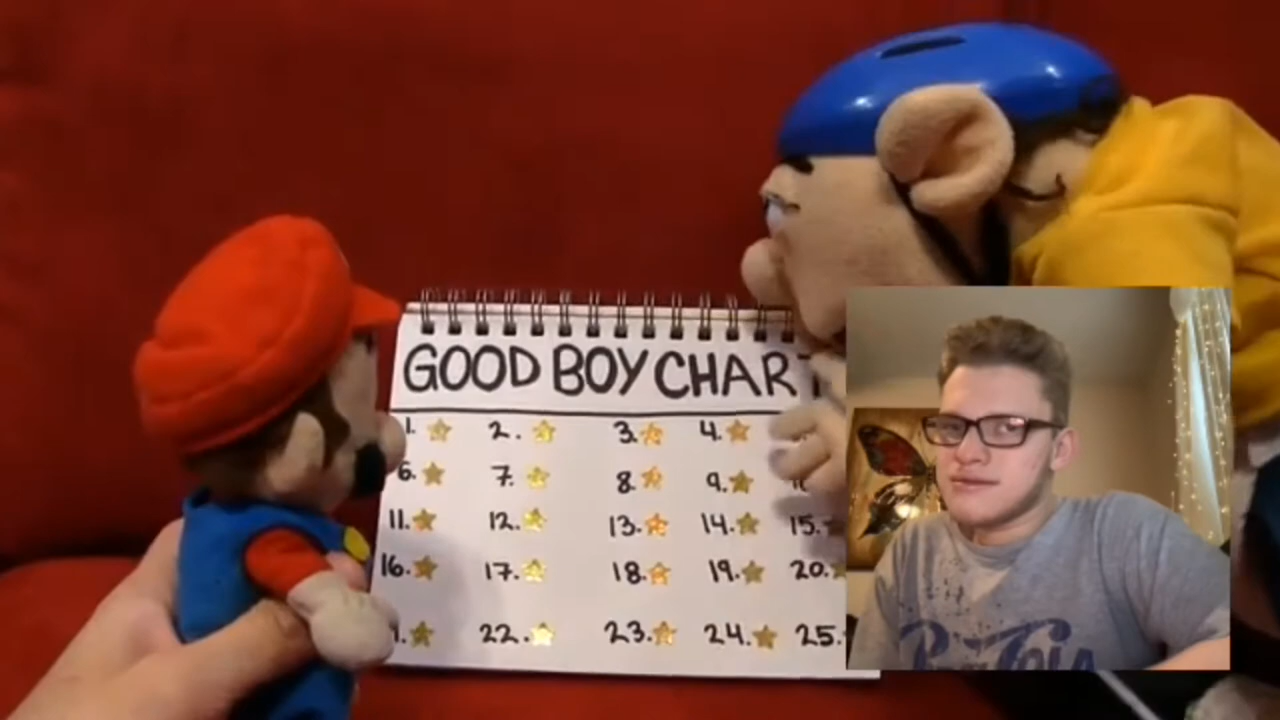 GOOD BOY CHART
1. 2. 3. 4.
6. 7. 8. 9.
11. 12. 13. 14. 15.
16. 17. 18. 19. 20.
22. 23. 24. 25.